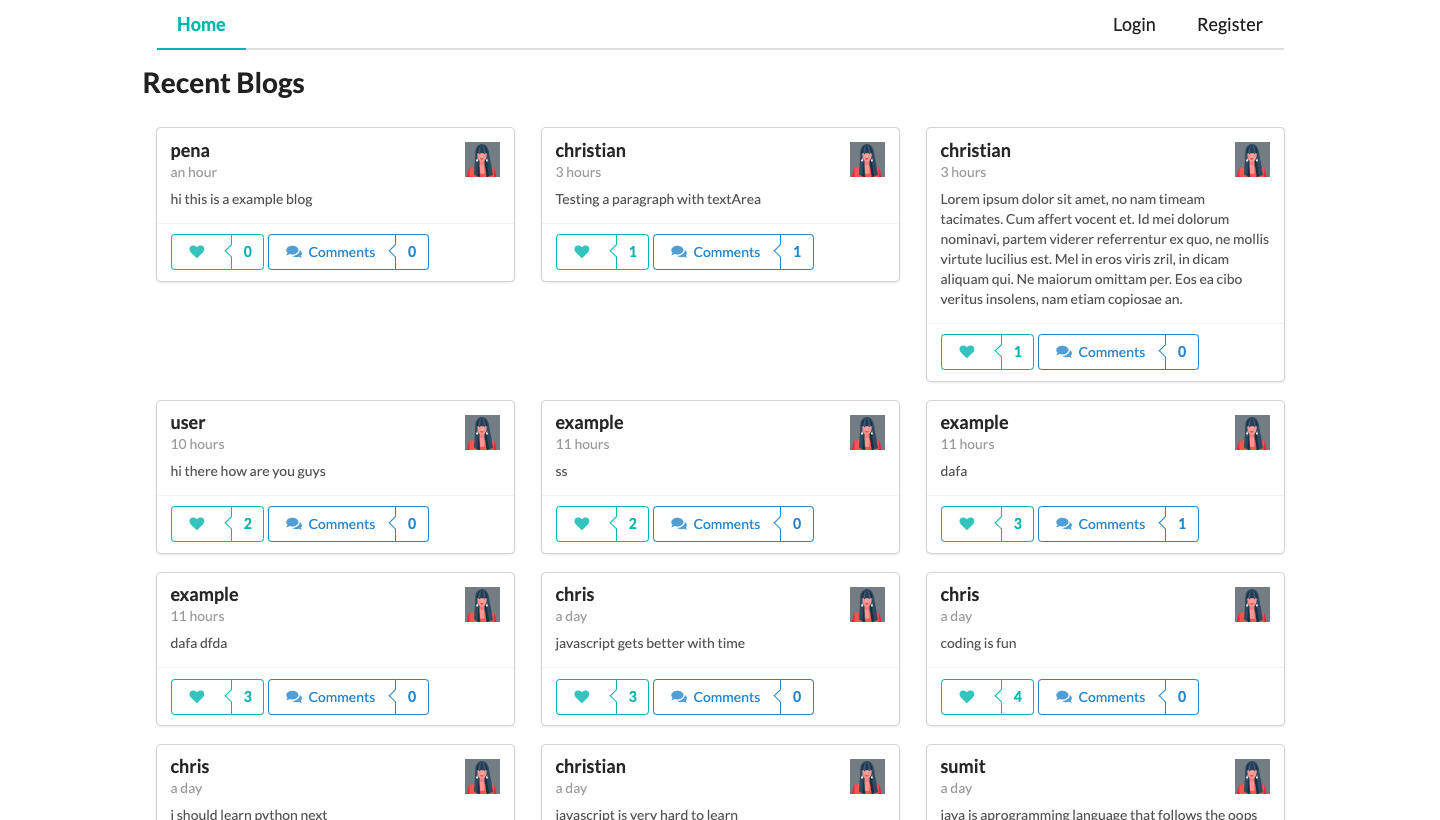 Home Login Register
Recent Blogs
pena
an hour
hi this is a example blog
0 Comments 0
christian
3 hours
Testing a paragraph with textArea
1 Comments 1
christian
3 hours
Lorem ipsum dolor sit amet, no nam timeam
tacimates. Cum affert vocent et. Id mei dolorum
nominavi, partem viderer referrentur ex quo, ne mollis
virtute lucilius est. Mel in eros viris zril, in dicam
aliquam qui. Ne maiorum omittam per. Eos ea cibo
veritus insolens, nam etiam copiosae an.
1 Comments 0
user
10 hours
hi there how are you guys
2 Comments 0
example
11 hours
ss
2 Comments 0
example
11 hours
dafa
3 Comments 1
example
11 hours
dafa dfda
3 Comments 0
chris
a day
javascript gets better with time
3 Comments 0
chris
a day
coding is fun
4 Comments 0
chris
a day
i should learn python next
christian
a day
javascript is very hard to learn
sumit
a day
java is aprogramming language that follows the oops